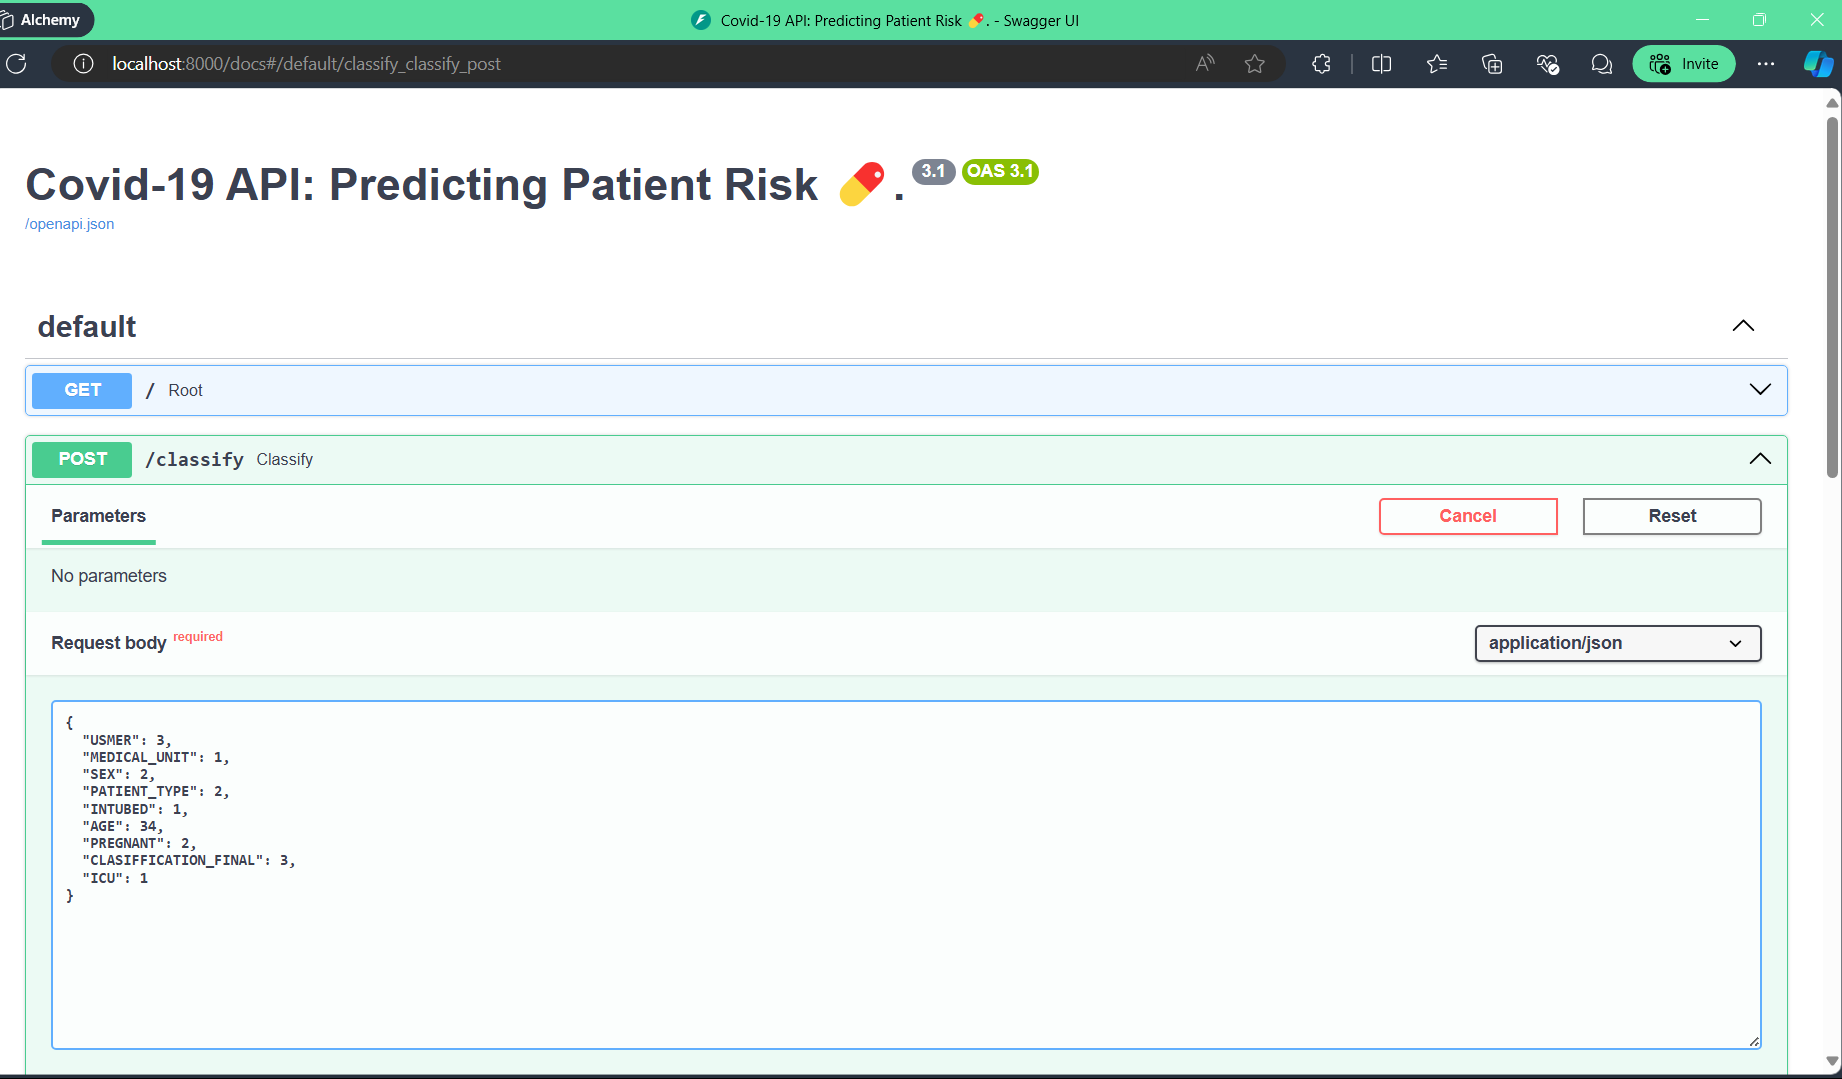 Alchemy
Covid-19 API: Predicting Patient Risk 💊. - Swagger UI
localhost:8000/docs#/default/classify_classify_post
Invite
Covid-19 API: Predicting Patient Risk 💊. 3.1 OAS 3.1
/openapi.json
default
GET / Root
POST /classify Classify
Parameters Cancel Reset
No parameters
Request body required application/json
{
"USMER": 3,
"MEDICAL_UNIT": 1,
"SEX": 2,
"PATIENT_TYPE": 2,
"INTUBED": 1,
"AGE": 34,
"PREGNANT": 2,
"CLASIFFICATION_FINAL": 3,
"ICU": 1
}